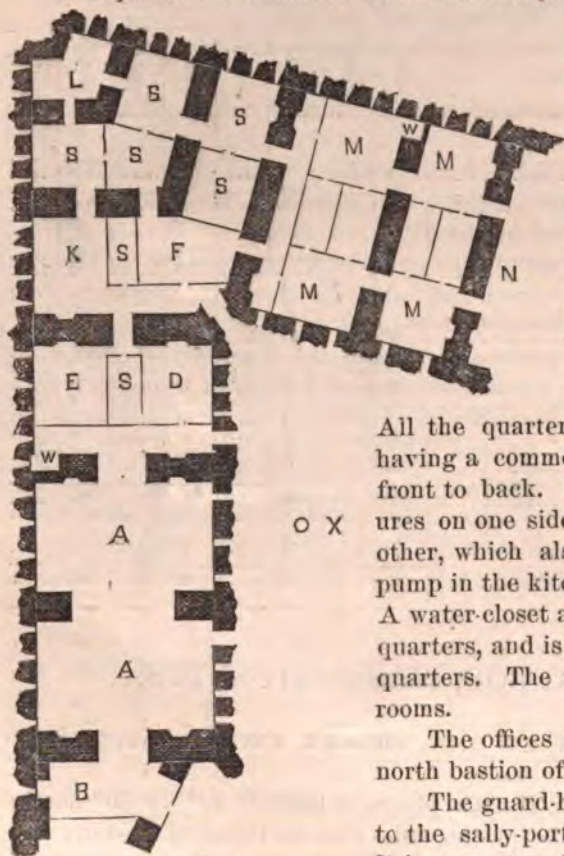 L
S
S
M
W
M
S
S
S
K
S
F
N
M
M
E
S
D
W
A
O X
A
B
All the quarter
having a comm
front to back.
ures on one side
other, which al
pump in the kit
A water-closet a
quarters, and is
quarters. The
rooms.
The offices
north bastion of
The guard-h
to the sally-port